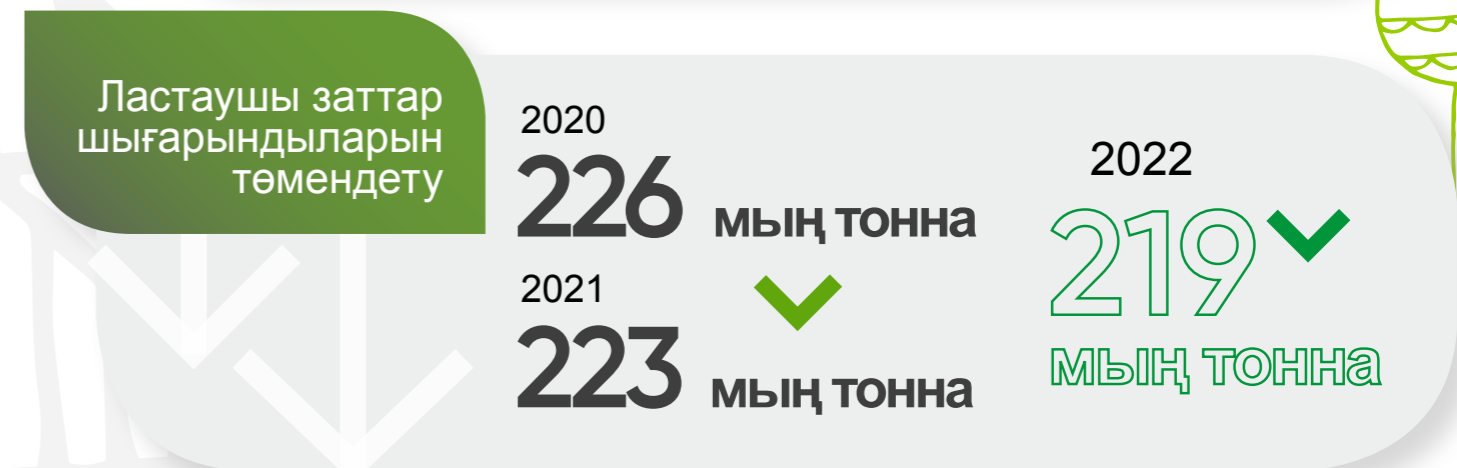 Ластаушы заттар
шығарындыларын
төмендету
2020
226 мың тонна
2021
223 мың тонна
2022
219
мың тонна